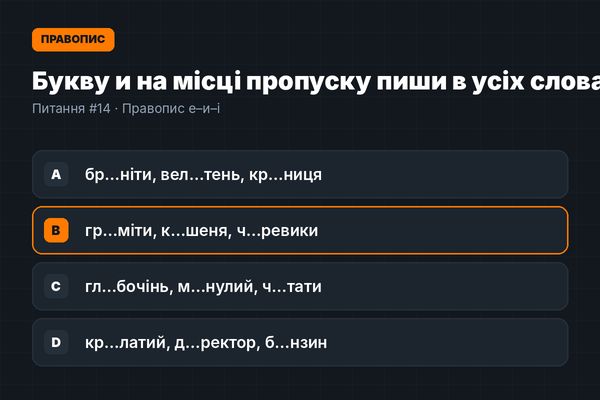 ПРАВОПИС
Букву и на місці пропуску пиши в усіх слова
Питання #14 · Правопис е–и–і
A бр...ніти, вел...тень, кр...ниця
B гр...міти, к...шеня, ч...ревики
C гл...бочінь, м...нулий, ч...тати
D кр...латий, д...ректор, б...нзин